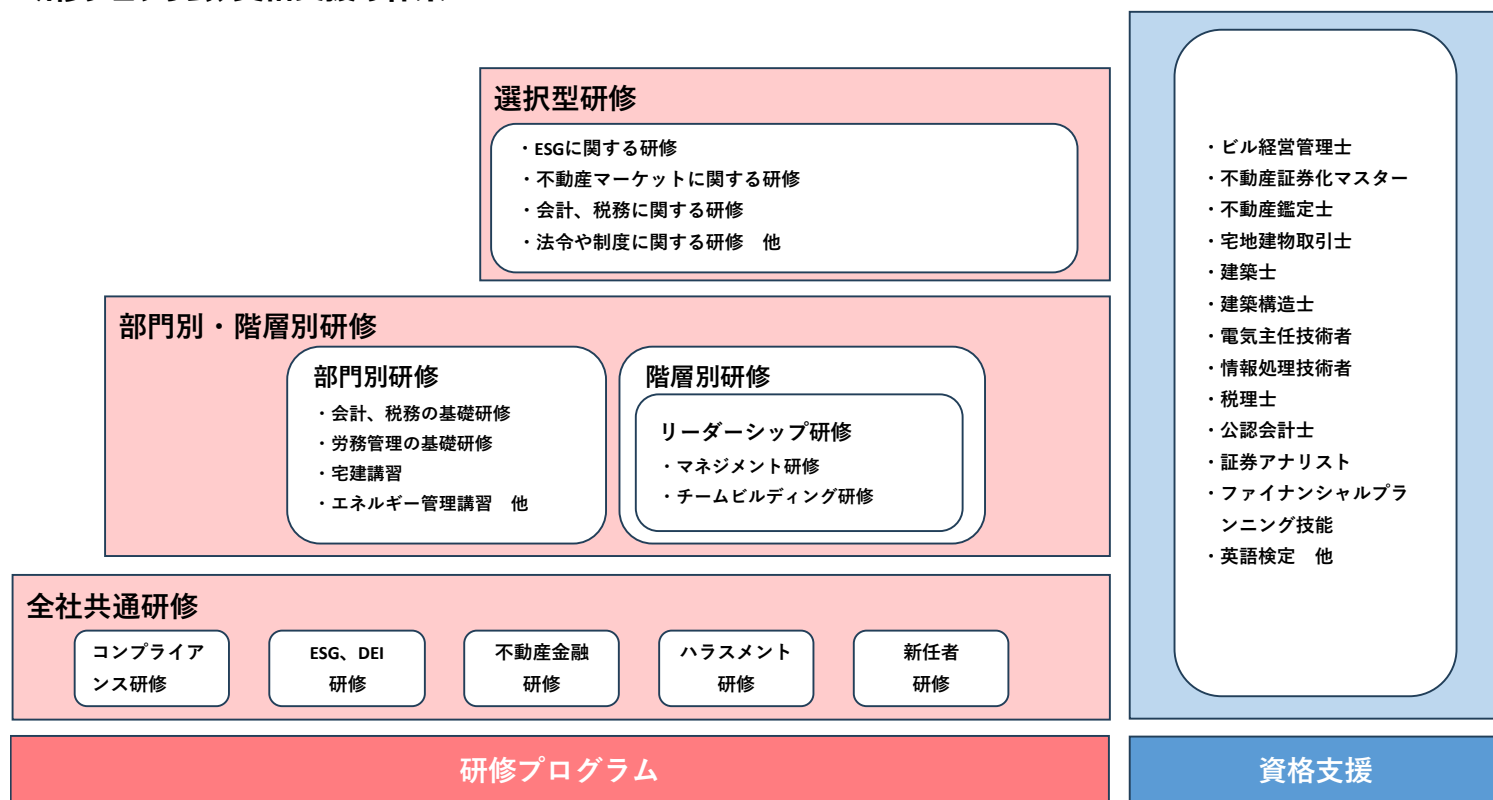 選択型研修
・ESGに関する研修
・不動産マーケットに関する研修
・会計、税務に関する研修
・法令や制度に関する研修　他
部門別・階層別研修
部門別研修
・会計、税務の基礎研修
・労務管理の基礎研修
・宅建講習
・エネルギー管理講習　他
階層別研修
リーダーシップ研修
・マネジメント研修
・チームビルディング研修
全社共通研修
コンプライア
ンス研修
ESG、DEI
研修
不動産金融
研修
ハラスメント
研修
新任者
研修
研修プログラム
・ビル経営管理士
・不動産証券化マスター
・不動産鑑定士
・宅地建物取引士
・建築士
・建築構造士
・電気主任技術者
・情報処理技術者
・税理士
・公認会計士
・証券アナリスト
・ファイナンシャルプラ
ンニング技能
・英語検定　他
資格支援